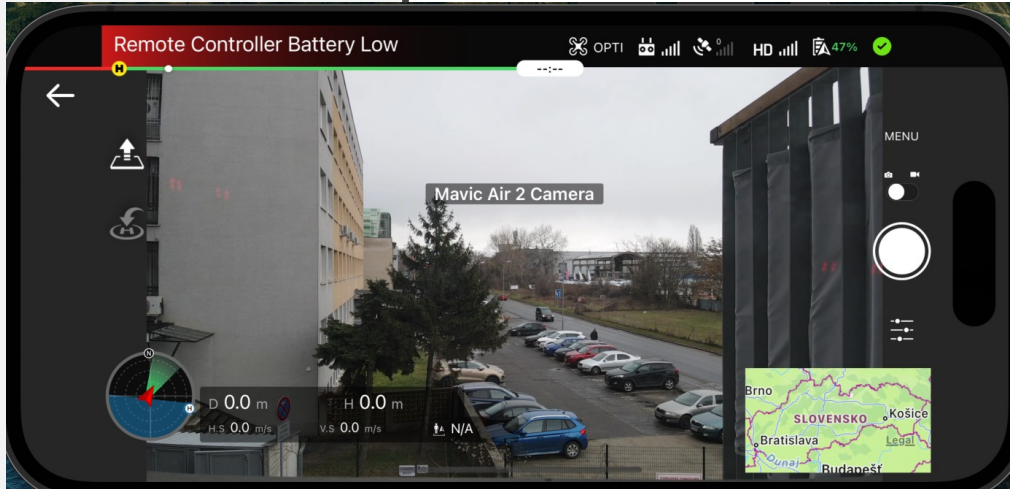 Remote Controller Battery Low
OPTI
0
HD
47%
H
--:--
MENU
Mavic Air 2 Camera
H
N
H
D 0.0 m
H 0.0 m
H.S 0.0 m/s
V.S 0.0 m/s
N/A
Brno
SLOVENSKO
Košice
Bratislava
Legal
Dunaj
Budapešť